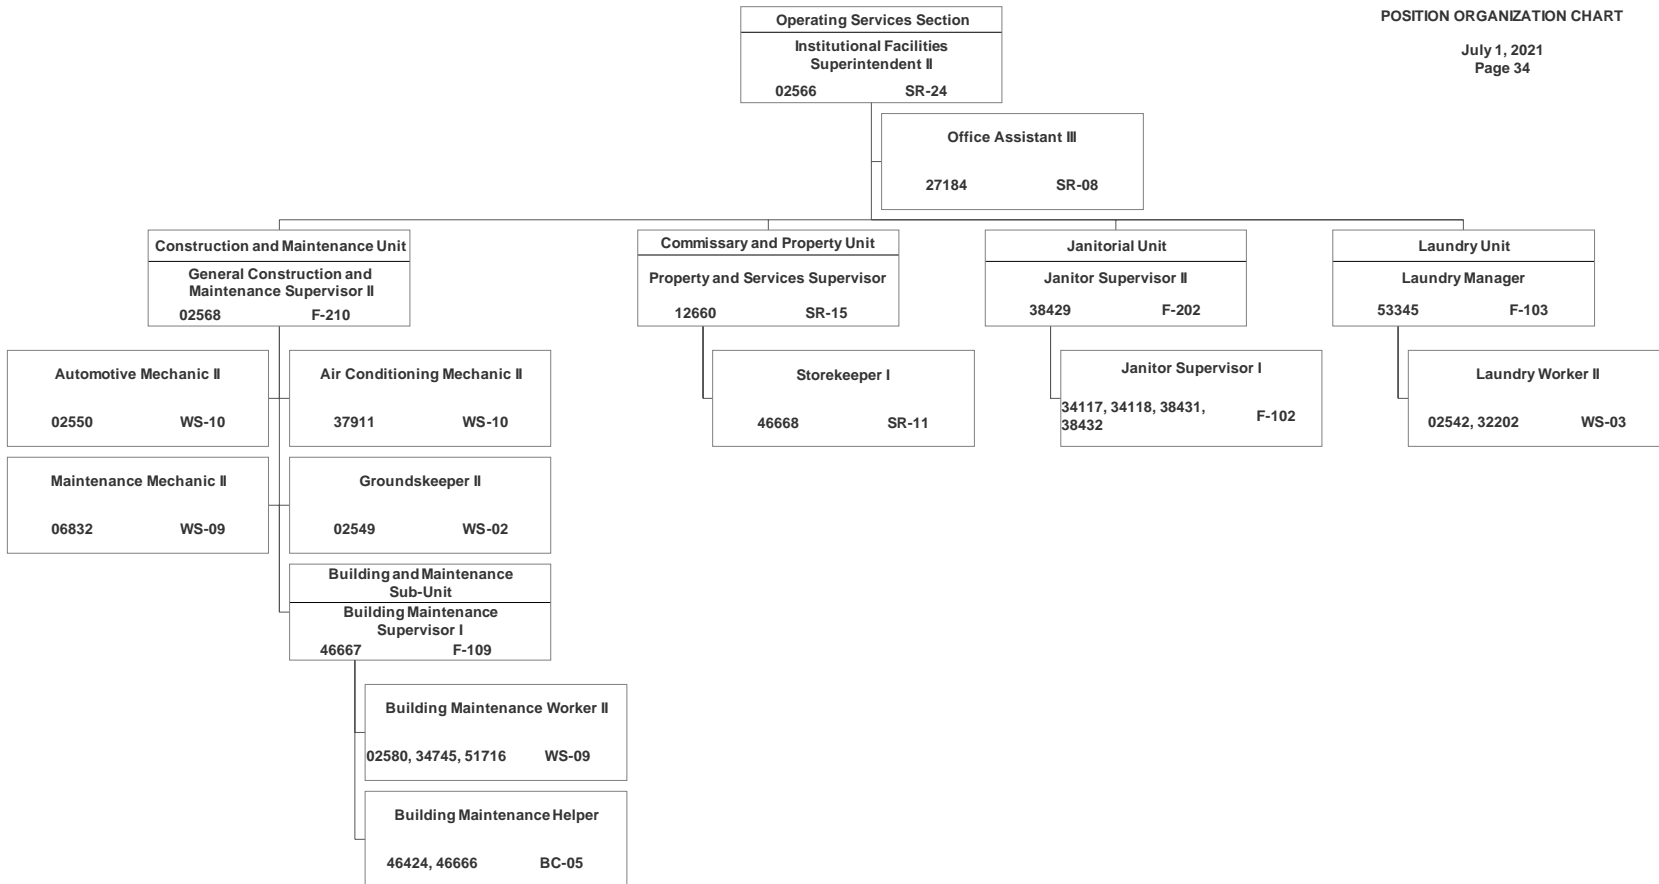 POSITION ORGANIZATION CHART
July 1, 2021
Page 34
Operating Services Section
Institutional Facilities
Superintendent II
02566 SR-24
Office Assistant III
27184 SR-08
Construction and Maintenance Unit
General Construction and
Maintenance Supervisor II
02568 F-210
Commissary and Property Unit
Property and Services Supervisor
12660 SR-15
Janitorial Unit
Janitor Supervisor II
38429 F-202
Laundry Unit
Laundry Manager
53345 F-103
Automotive Mechanic II
02550 WS-10
Air Conditioning Mechanic II
37911 WS-10
Storekeeper I
46668 SR-11
Janitor Supervisor I
34117, 34118, 38431,
38432 F-102
Laundry Worker II
02542, 32202 WS-03
Maintenance Mechanic II
06832 WS-09
Groundskeeper II
02549 WS-02
Building and Maintenance
Sub-Unit
Building Maintenance
Supervisor I
46667 F-109
Building Maintenance Worker II
02580, 34745, 51716 WS-09
Building Maintenance Helper
46424, 46666 BC-05